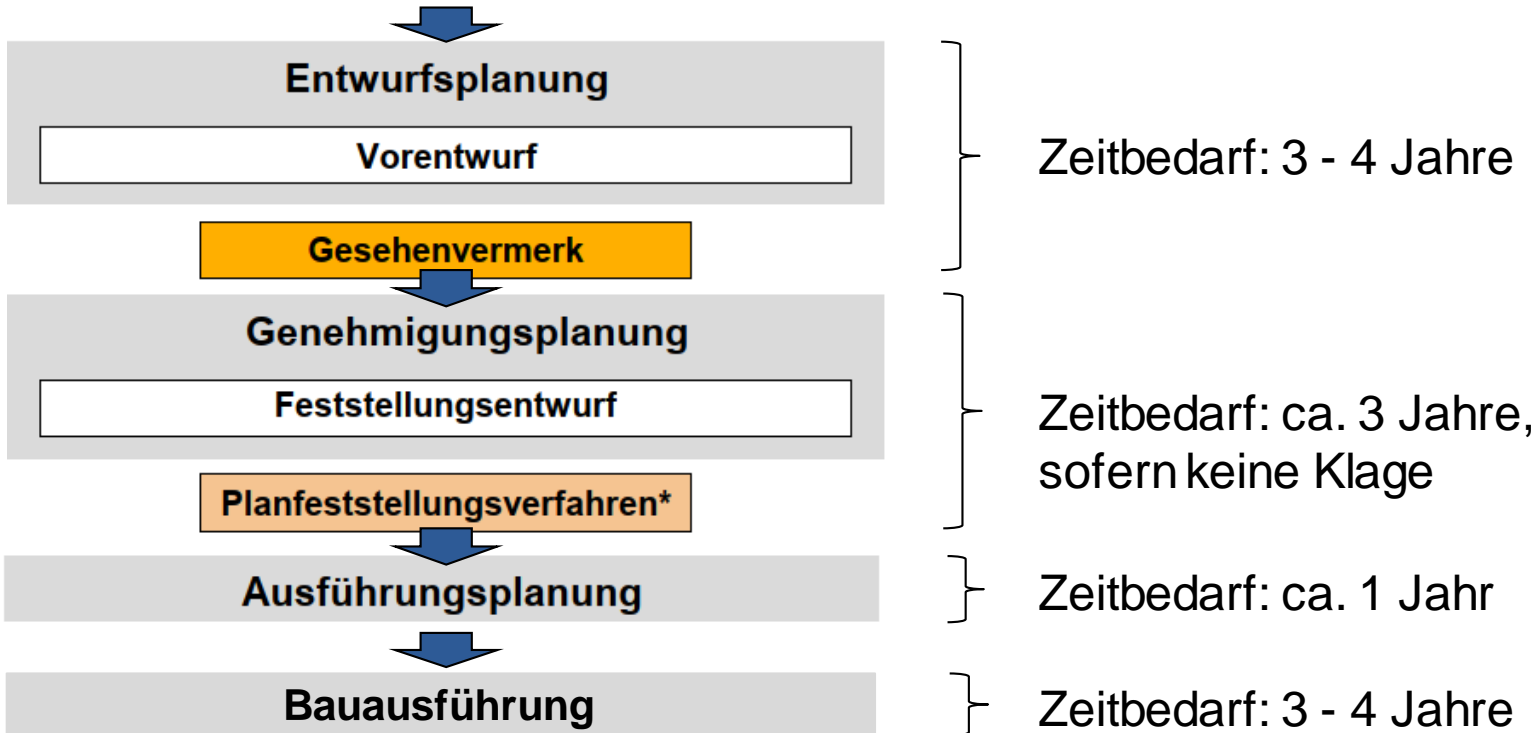 Entwurfsplanung
Vorentwurf
Zeitbedarf: 3 - 4 Jahre
Gesehenvermerk
Genehmigungsplanung
Feststellungsentwurf
Zeitbedarf: ca. 3 Jahre,
sofern keine Klage
Planfeststellungsverfahren*
Ausführungsplanung
Zeitbedarf: ca. 1 Jahr
Bauausführung
Zeitbedarf: 3 - 4 Jahre